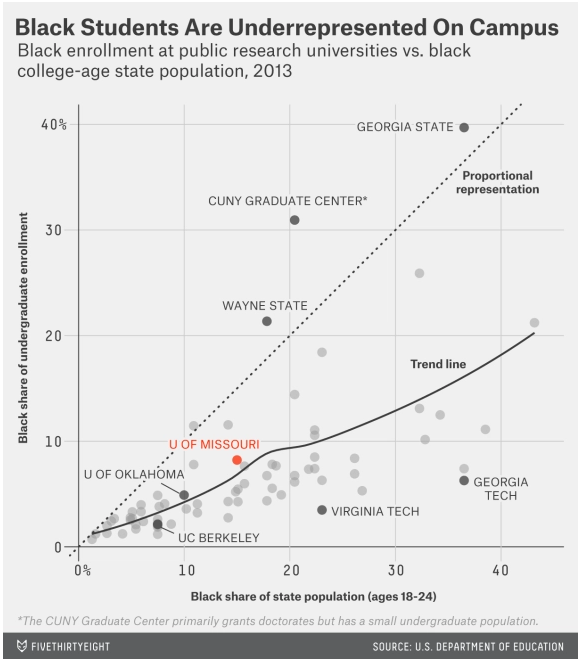 Black Students Are Underrepresented On Campus
Black enrollment at public research universities vs. black
college-age state population, 2013
40%
GEORGIA STATE
Proportional
representation
CUNY GRADUATE CENTER*
30
WAYNE STATE
20
Trend line
Black share of undergraduate enrollment
U OF MISSOURI
10
U OF OKLAHOMA
GEORGIA
TECH
VIRGINIA TECH
UC BERKELEY
0
0% 10 20 30 40
Black share of state population (ages 18-24)
*The CUNY Graduate Center primarily grants doctorates but has a small undergraduate population.
FIVETHIRTYEIGHT SOURCE: U.S. DEPARTMENT OF EDUCATION